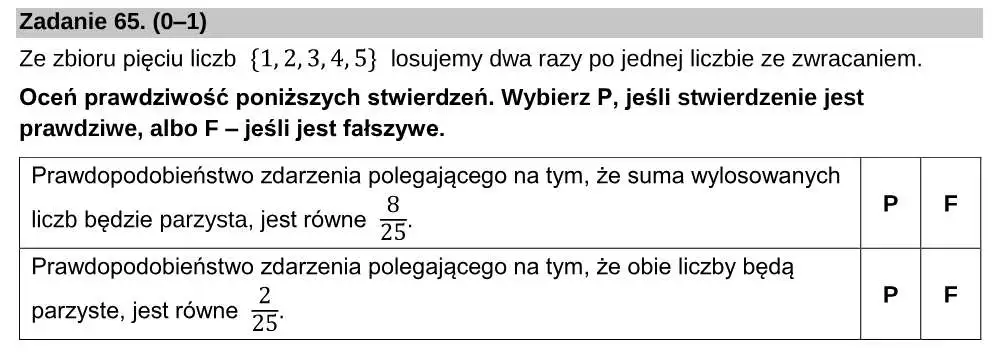 Zadanie 65. (0–1)
Ze zbioru pięciu liczb {1, 2, 3, 4, 5} losujemy dwa razy po jednej liczbie ze zwracaniem.
Oceń prawdziwość poniższych stwierdzeń. Wybierz P, jeśli stwierdzenie jest
prawdziwe, albo F – jeśli jest fałszywe.
Prawdopodobieństwo zdarzenia polegającego na tym, że suma wylosowanych
liczb będzie parzysta, jest równe 8/25.
P F
Prawdopodobieństwo zdarzenia polegającego na tym, że obie liczby będą
parzyste, jest równe 2/25.
P F